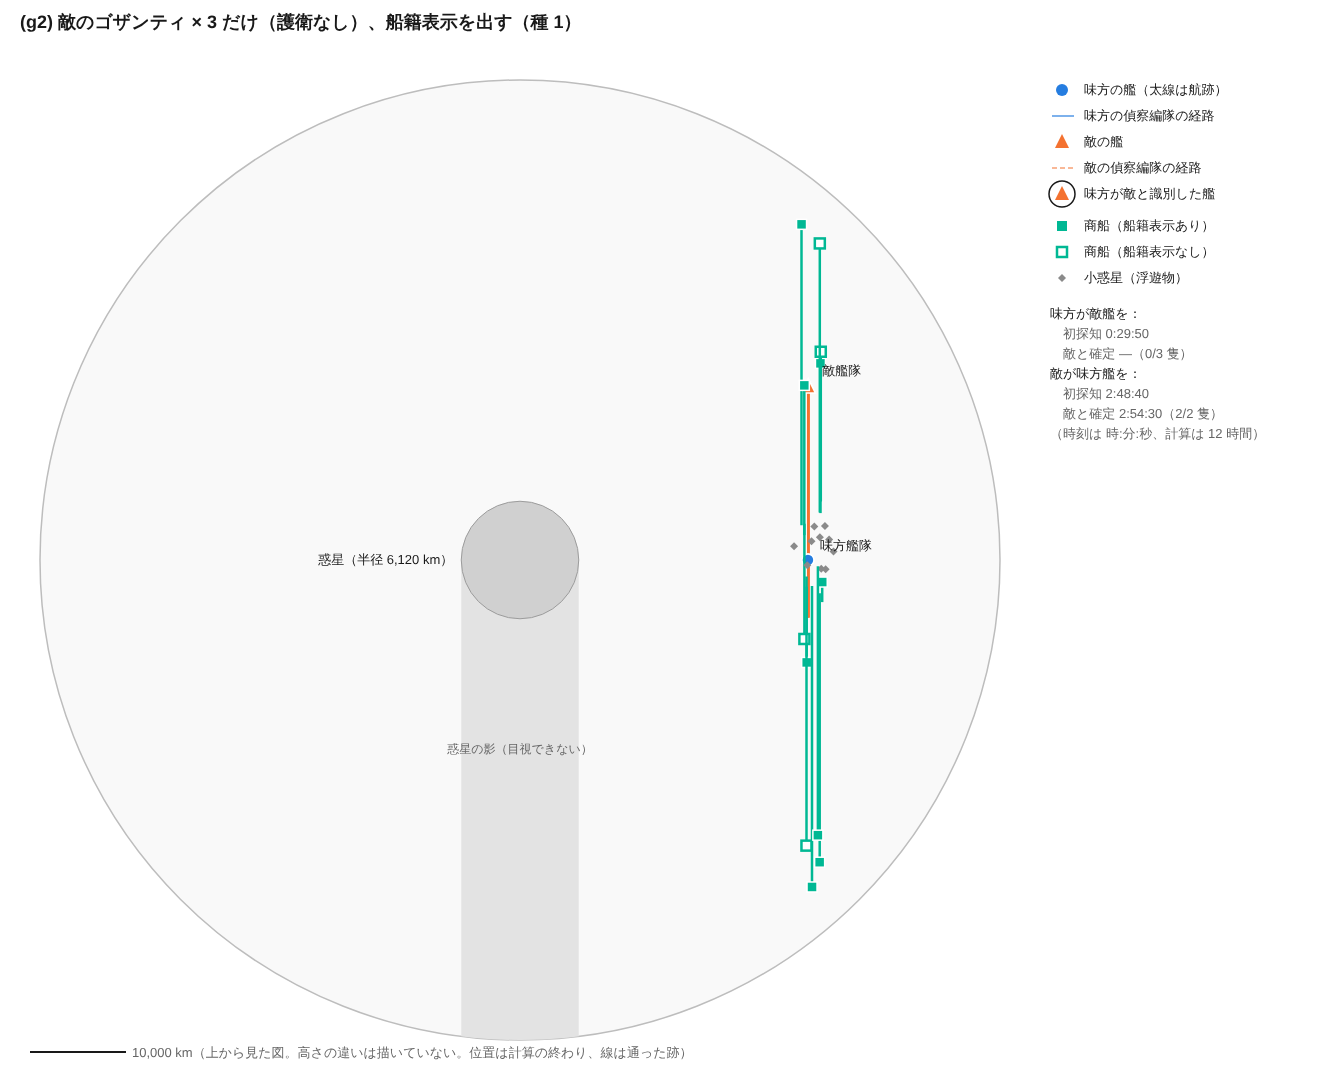 (g2) 敵のゴザンティ × 3 だけ（護衛なし）、船籍表示を出す（種 1）
味方の艦（太線は航跡）
味方の偵察編隊の経路
敵の艦
敵の偵察編隊の経路
味方が敵と識別した艦
商船（船籍表示あり）
商船（船籍表示なし）
小惑星（浮遊物）
味方が敵艦を：
初探知 0:29:50
敵と確定 —（0/3 隻）
敵が味方艦を：
初探知 2:48:40
敵と確定 2:54:30（2/2 隻）
（時刻は 時:分:秒、計算は 12 時間）
敵艦隊
味方艦隊
惑星（半径 6,120 km）
惑星の影（目視できない）
10,000 km（上から見た図。高さの違いは描いていない。位置は計算の終わり、線は通った跡）